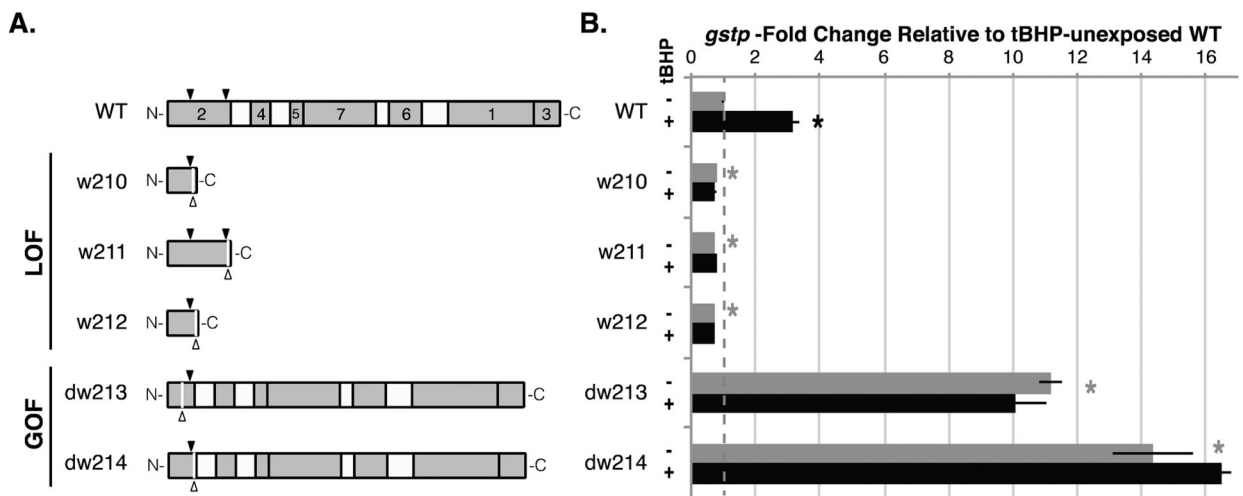 A.
WT N- 2 4 5 7 6 1 3 -C
LOF
w210 N- -C
w211 N- -C
w212 N- -C
GOF
dw213 N- -C
dw214 N- -C
B.
gstp -Fold Change Relative to tBHP-unexposed WT
tBHP
0 2 4 6 8 10 12 14 16
WT - + *
w210 - + *
w211 - + *
w212 - + *
dw213 - + *
dw214 - + *